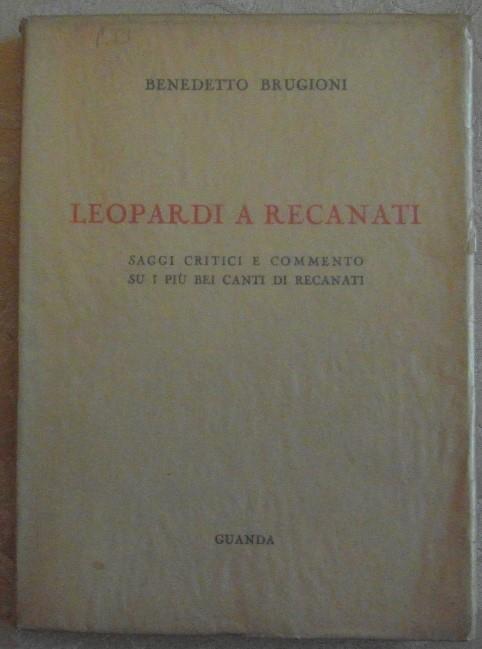 BENEDETTO BRUGIONI
LEOPARDI A RECANATI
SAGGI CRITICI E COMMENTO
SU I PIÙ BEI CANTI DI RECANATI
GUANDA